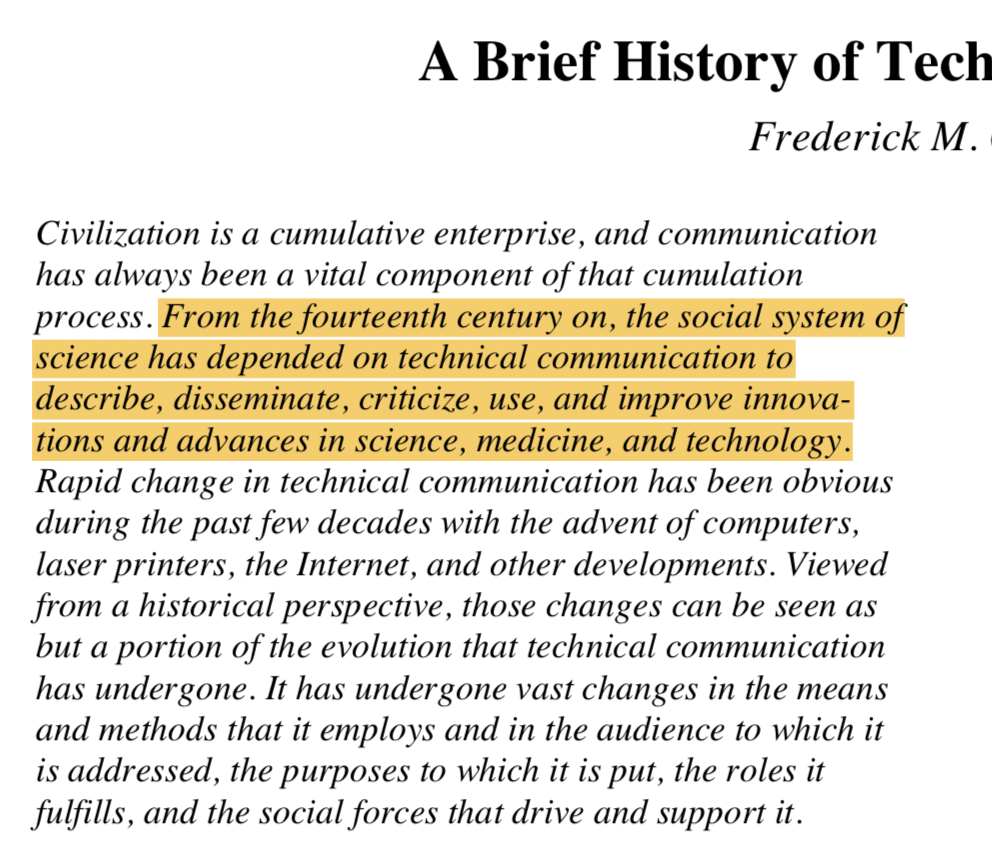 A Brief History of Tech
Frederick M.
Civilization is a cumulative enterprise, and communication
has always been a vital component of that cumulation
process. From the fourteenth century on, the social system of
science has depended on technical communication to
describe, disseminate, criticize, use, and improve innova-
tions and advances in science, medicine, and technology.
Rapid change in technical communication has been obvious
during the past few decades with the advent of computers,
laser printers, the Internet, and other developments. Viewed
from a historical perspective, those changes can be seen as
but a portion of the evolution that technical communication
has undergone. It has undergone vast changes in the means
and methods that it employs and in the audience to which it
is addressed, the purposes to which it is put, the roles it
fulfills, and the social forces that drive and support it.